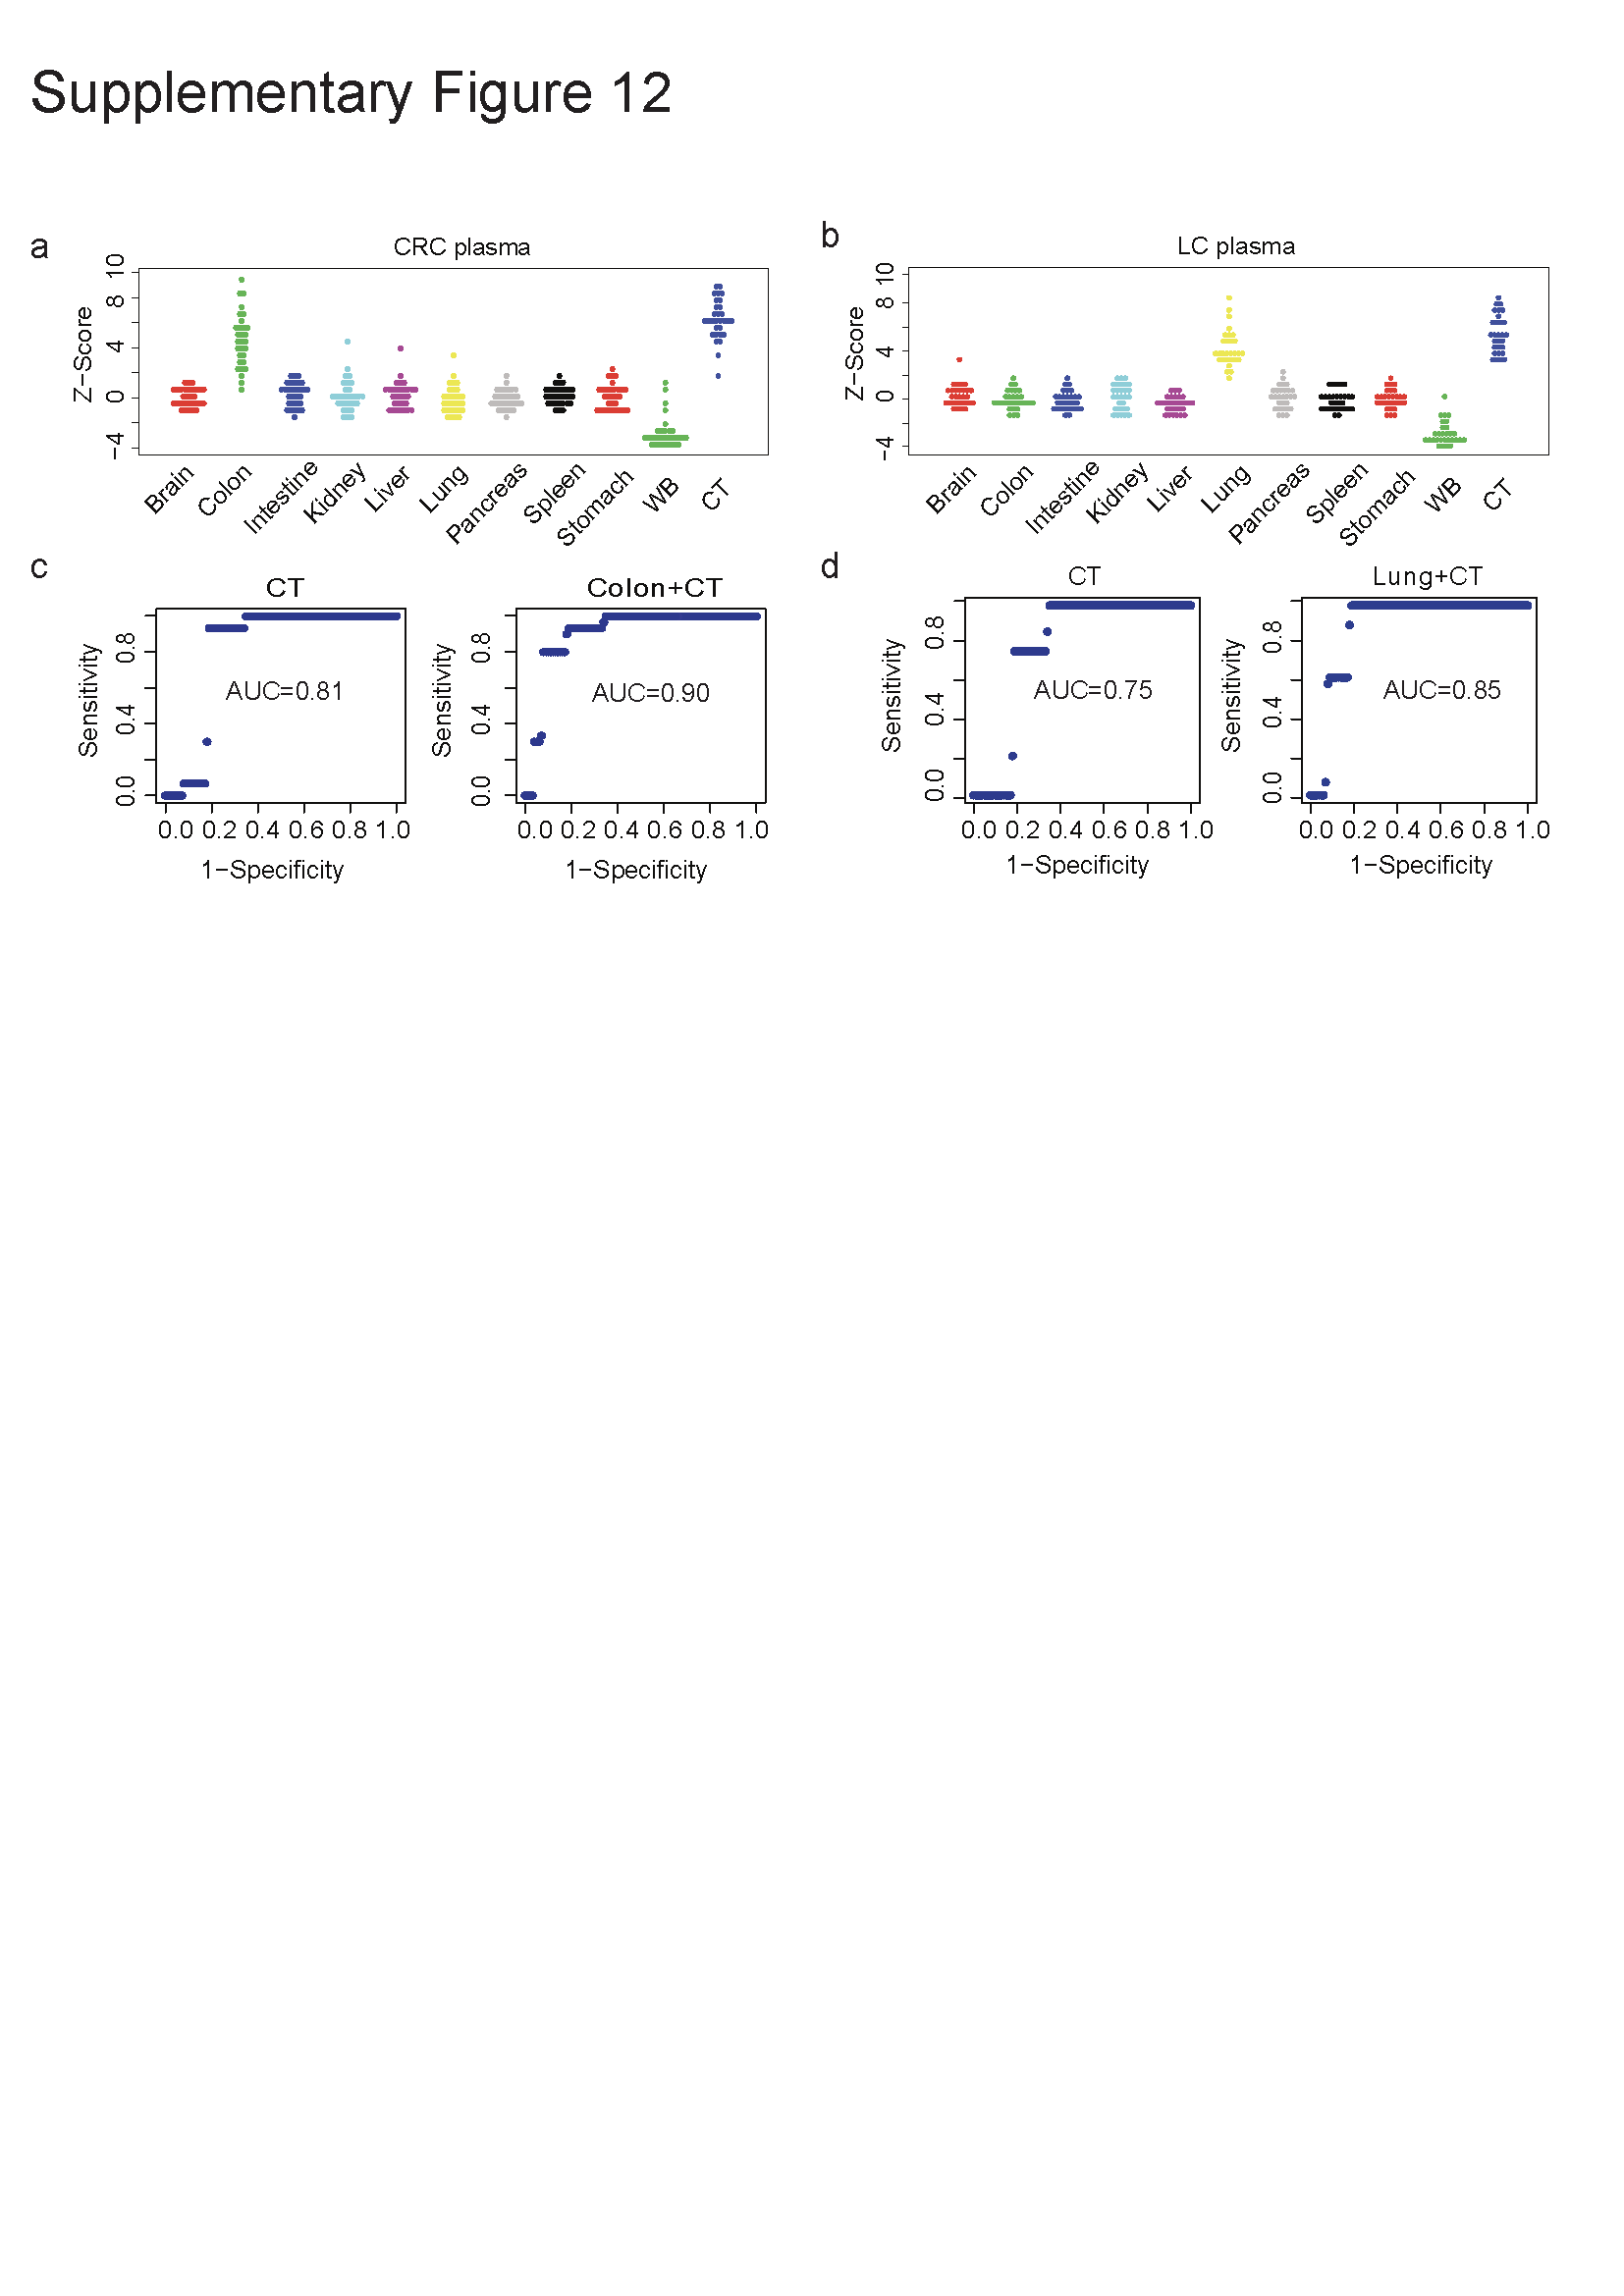 Supplementary Figure 12
a
CRC plasma
Z-Score
10
8
4
0
−4
Brain
Colon
Intestine
Kidney
Liver
Lung
Pancreas
Spleen
Stomach
WB
CT
b
LC plasma
Z-Score
10
8
4
0
−4
Brain
Colon
Intestine
Kidney
Liver
Lung
Pancreas
Spleen
Stomach
WB
CT
c
CT
Sensitivity
0.8
0.4
0.0
AUC=0.81
0.0 0.2 0.4 0.6 0.8 1.0
1−Specificity
Colon+CT
Sensitivity
0.8
0.4
0.0
AUC=0.90
0.0 0.2 0.4 0.6 0.8 1.0
1−Specificity
d
CT
Sensitivity
0.8
0.4
0.0
AUC=0.75
0.0 0.2 0.4 0.6 0.8 1.0
1−Specificity
Lung+CT
Sensitivity
0.8
0.4
0.0
AUC=0.85
0.0 0.2 0.4 0.6 0.8 1.0
1−Specificity